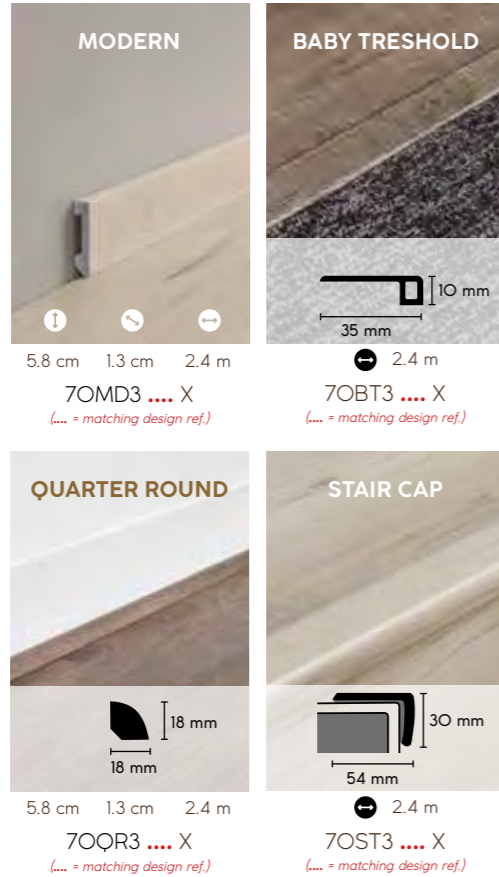 MODERN
5.8 cm 1.3 cm 2.4 m
7OMD3 .... X
(.... = matching design ref.)
BABY TRESHOLD
10 mm
35 mm
2.4 m
7OBT3 .... X
(.... = matching design ref.)
QUARTER ROUND
18 mm
18 mm
5.8 cm 1.3 cm 2.4 m
7OQR3 .... X
(.... = matching design ref.)
STAIR CAP
30 mm
54 mm
2.4 m
7OST3 .... X
(.... = matching design ref.)